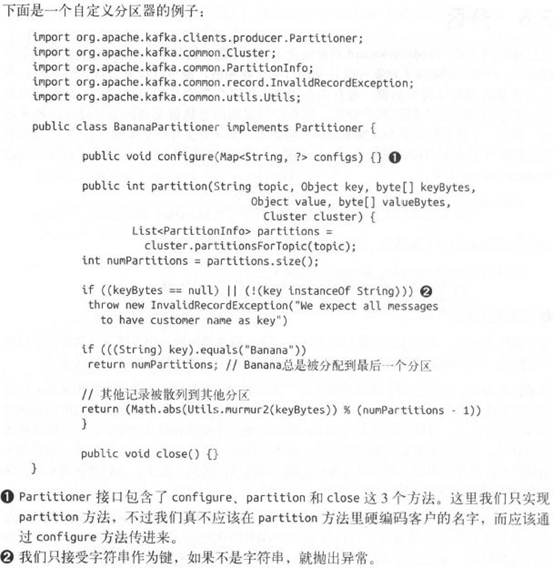 下面是一个自定义分区器的例子：
import org.apache.kafka.clients.producer.Partitioner;
import org.apache.kafka.common.Cluster;
import org.apache.kafka.common.PartitionInfo;
import org.apache.kafka.common.record.InvalidRecordException;
import org.apache.kafka.common.utils.Utils;
public class BananaPartitioner implements Partitioner {
public void configure(Map<String, ?> configs) {} ❶
public int partition(String topic, Object key, byte[] keyBytes,
Object value, byte[] valueBytes,
Cluster cluster) {
List<PartitionInfo> partitions =
cluster.partitionsForTopic(topic);
int numPartitions = partitions.size();
if ((keyBytes == null) || (!(key instanceOf String))) ❷
throw new InvalidRecordException("We expect all messages
to have customer name as key")
if (((String) key).equals("Banana"))
return numPartitions; // Banana总是被分配到最后一个分区
// 其他记录被散列到其他分区
return (Math.abs(Utils.murmur2(keyBytes)) % (numPartitions - 1))
}
public void close() {}
}
❶ Partitioner 接口包含了 configure、partition 和 close 这 3 个方法。这里我们只实现
partition 方法，不过我们真不应该在 partition 方法里硬编码客户的名字，而应该通
过 configure 方法传进来。
❷ 我们只接受字符串作为键，如果不是字符串，就抛出异常。